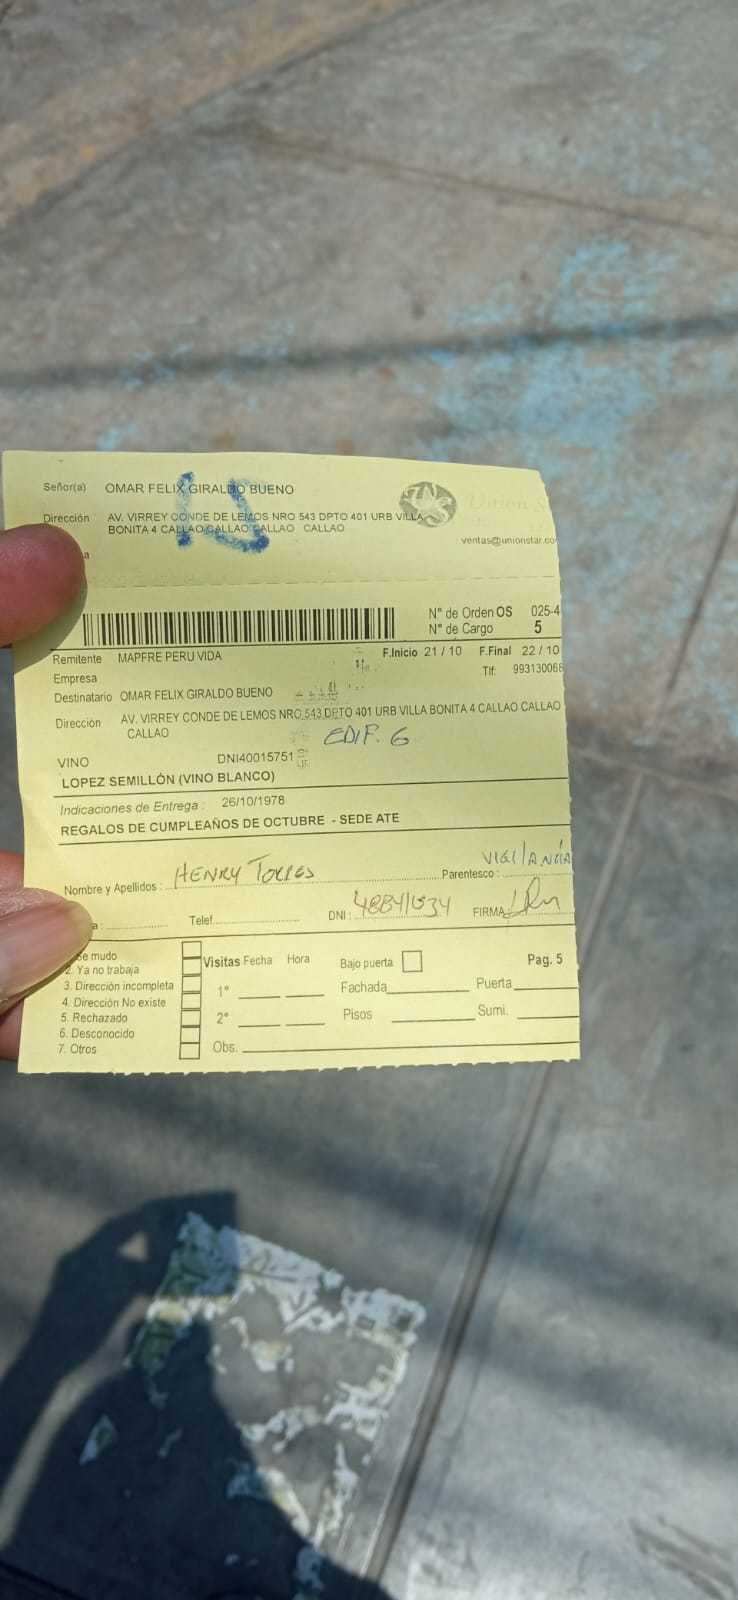 Señor(a) OMAR FELIX GIRALDO BUENO
Dirección AV. VIRREY CONDE DE LEMOS NRO 543 DPTO 401 URB VILLA
BONITA 4 CALLAO CALLAO CALLAO CALLAO
a
ventas@unionstar.co
N° de Orden OS 025-4
N° de Cargo 5
Remitente MAPFRE PERU VIDA F.Inicio 21 / 10 F.Final 22 / 10
Empresa Tlf: 993130068
Destinatario OMAR FELIX GIRALDO BUENO
Dirección AV. VIRREY CONDE DE LEMOS NRO 543 DPTO 401 URB VILLA BONITA 4 CALLAO CALLAO
CALLAO
EDIF. 6
VINO DNI40015751
LOPEZ SEMILLÓN (VINO BLANCO)
Indicaciones de Entrega : 26/10/1978
REGALOS DE CUMPLEAÑOS DE OCTUBRE - SEDE ATE
Nombre y Apellidos : HENRY TORRES Parentesco : VIGILANCIA
a : Telef. DNI : FIRMA
Se mudo
2. Ya no trabaja
3. Dirección incompleta
4. Dirección No existe
5. Rechazado
6. Desconocido
7. Otros
Visitas Fecha Hora Bajo puerta Pag. 5
1° Fachada Puerta
2° Pisos Sumi.
Obs.